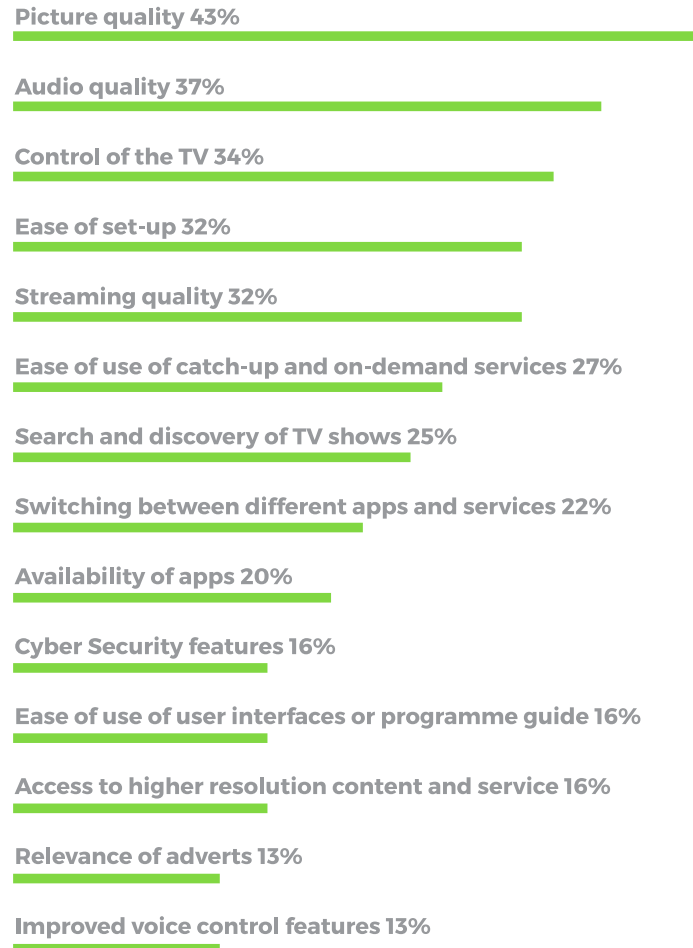 Picture quality 43%
Audio quality 37%
Control of the TV 34%
Ease of set-up 32%
Streaming quality 32%
Ease of use of catch-up and on-demand services 27%
Search and discovery of TV shows 25%
Switching between different apps and services 22%
Availability of apps 20%
Cyber Security features 16%
Ease of use of user interfaces or programme guide 16%
Access to higher resolution content and service 16%
Relevance of adverts 13%
Improved voice control features 13%